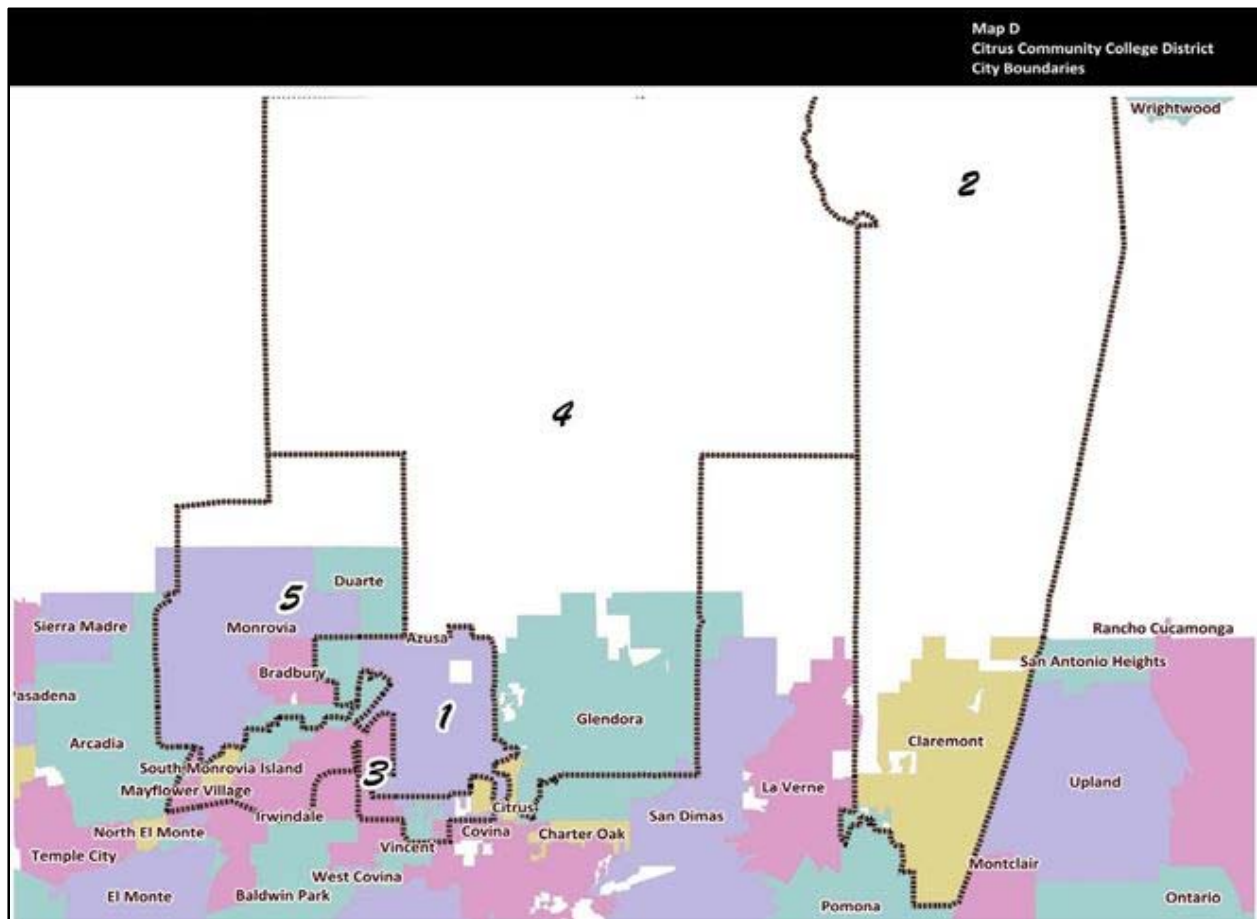 Map D
Citrus Community College District
City Boundaries
Wrightwood
2
4
Duarte
5
Sierra Madre
Monrovia
Rancho Cucamonga
Azusa
San Antonio Heights
Bradbury
Pasadena
1
Glendora
Arcadia
Claremont
South Monrovia Island
3
Mayflower Village
La Verne
Upland
Irwindale
Citrus
San Dimas
North El Monte
Covina
Charter Oak
Temple City
Vincent
Montclair
West Covina
El Monte
Baldwin Park
Pomona
Ontario